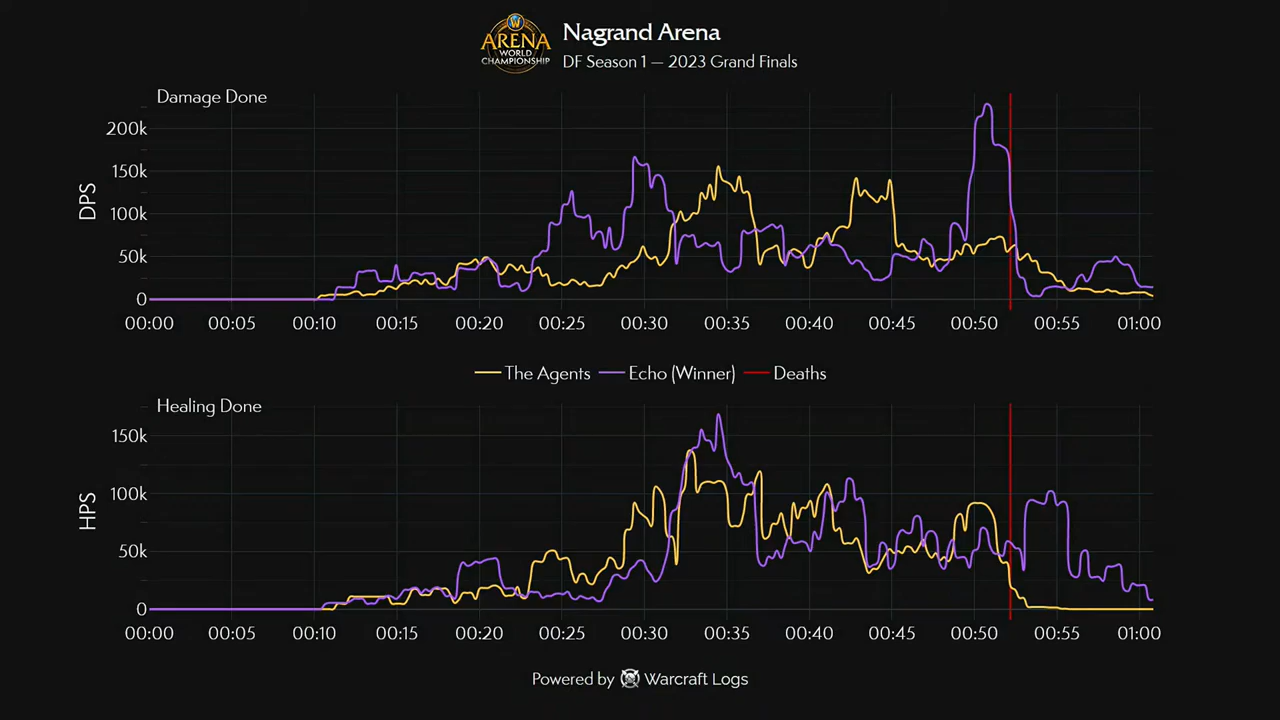 W
ARENA
WORLD
CHAMPIONSHIP
Nagrand Arena
DF Season 1 — 2023 Grand Finals
Damage Done
DPS
200k
150k
100k
50k
0
00:00 00:05 00:10 00:15 00:20 00:25 00:30 00:35 00:40 00:45 00:50 00:55 01:00
The Agents Echo (Winner) Deaths
Healing Done
HPS
150k
100k
50k
0
00:00 00:05 00:10 00:15 00:20 00:25 00:30 00:35 00:40 00:45 00:50 00:55 01:00
Powered by Warcraft Logs